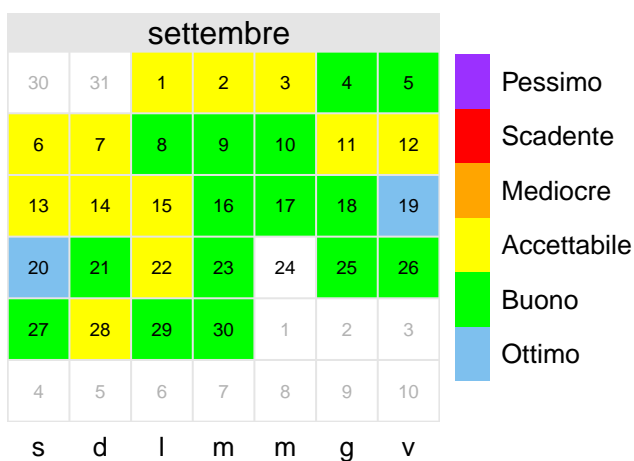 settembre
30 31 1 2 3 4 5
6 7 8 9 10 11 12
13 14 15 16 17 18 19
20 21 22 23 24 25 26
27 28 29 30 1 2 3
4 5 6 7 8 9 10
s d l m m g v
Pessimo
Scadente
Mediocre
Accettabile
Buono
Ottimo